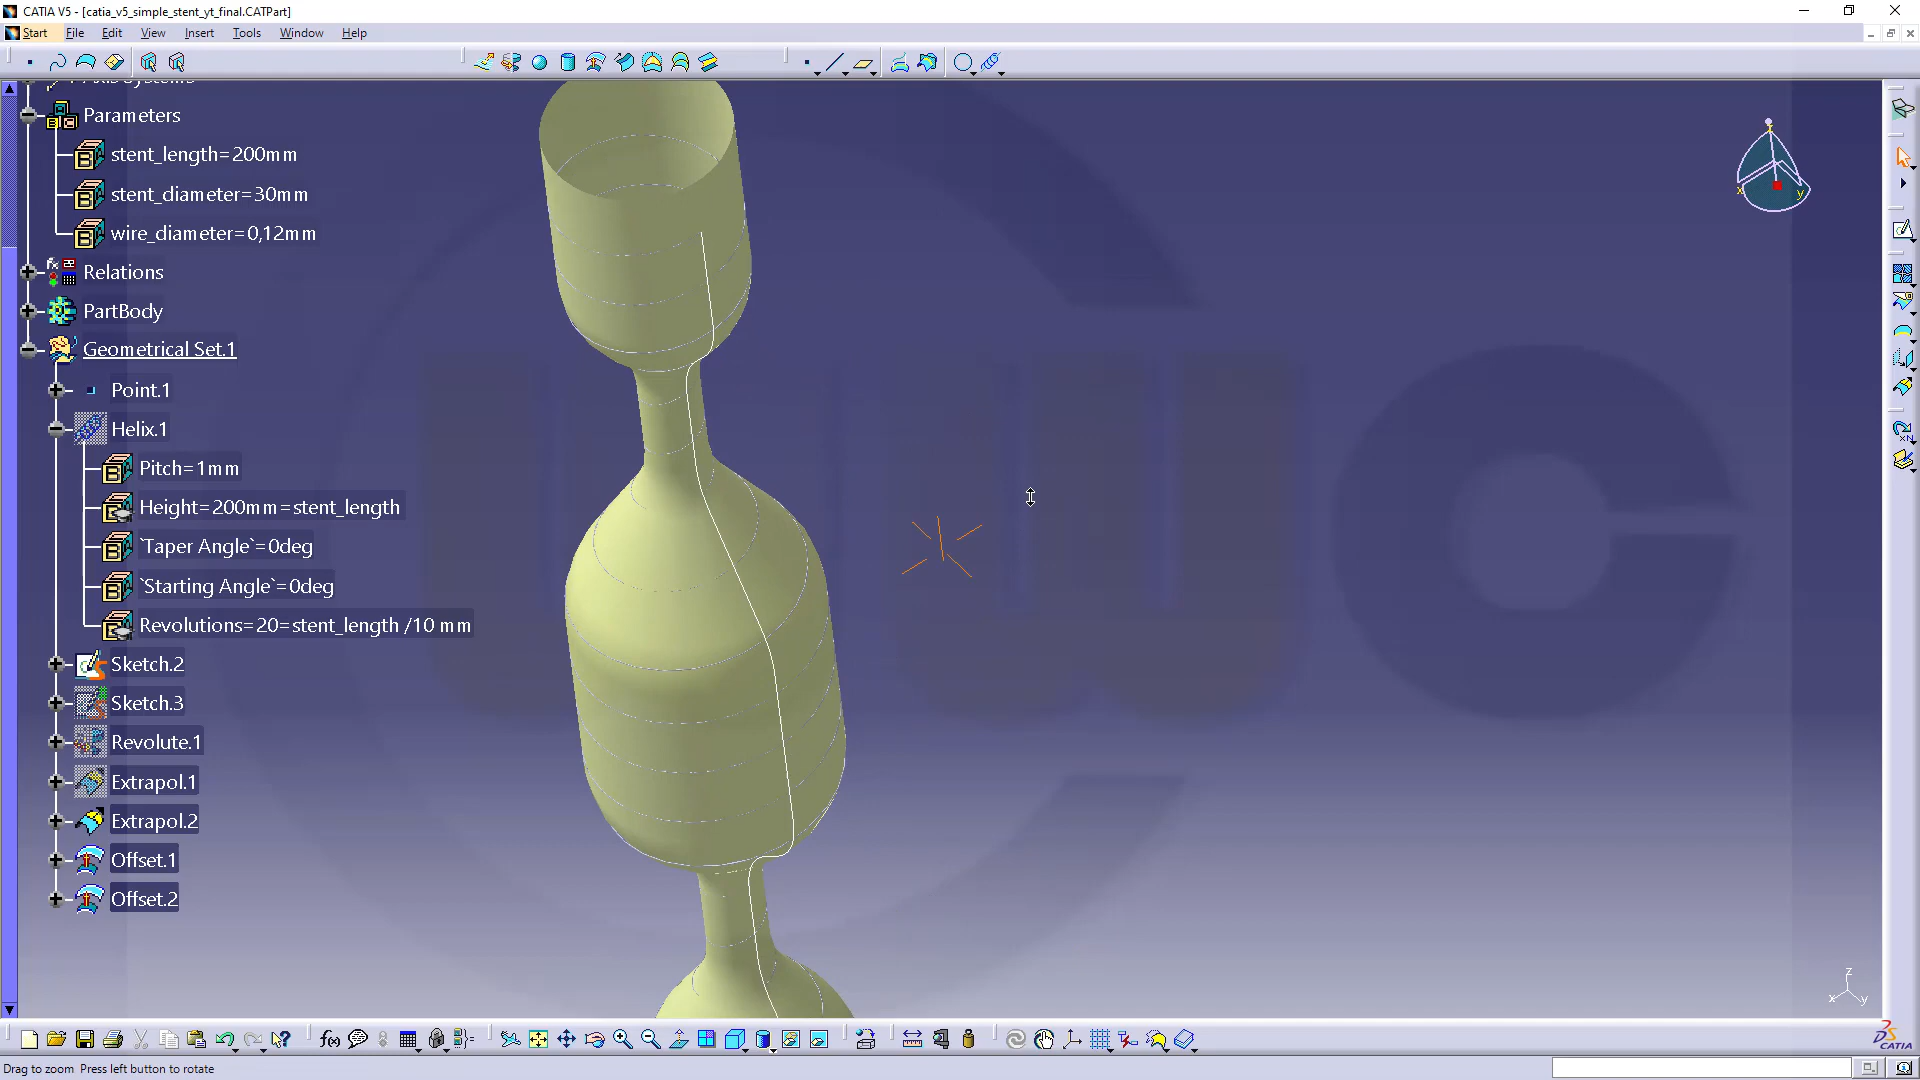 CATIA V5 - [catia_v5_simple_stent_yt_final.CATPart]
Start File Edit View Insert Tools Window Help
Parameters
stent_length=200mm
stent_diameter=30mm
wire_diameter=0,12mm
Relations
PartBody
Geometrical Set.1
Point.1
Helix.1
Pitch=1mm
Height=200mm=stent_length
`Taper Angle`=0deg
`Starting Angle`=0deg
Revolutions=20=stent_length /10 mm
Sketch.2
Sketch.3
Revolute.1
Extrapol.1
Extrapol.2
Offset.1
Offset.2
x
y
z
x
y
CATIA
Drag to zoom Press left button to rotate